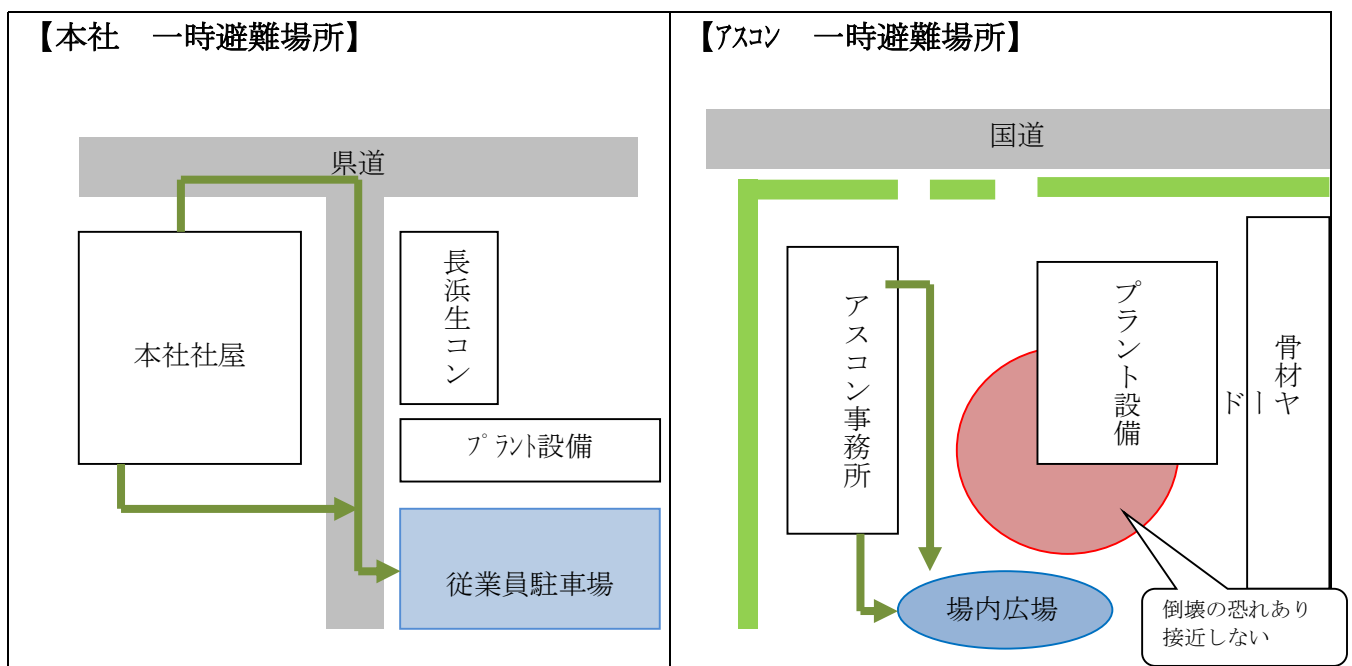 【本社　一時避難場所】
県道
本社社屋
長浜生コン
プラント設備
従業員駐車場
【アスコン　一時避難場所】
国道
アスコン事務所
プラント設備
骨材ヤード
場内広場
倒壊の恐れあり
接近しない